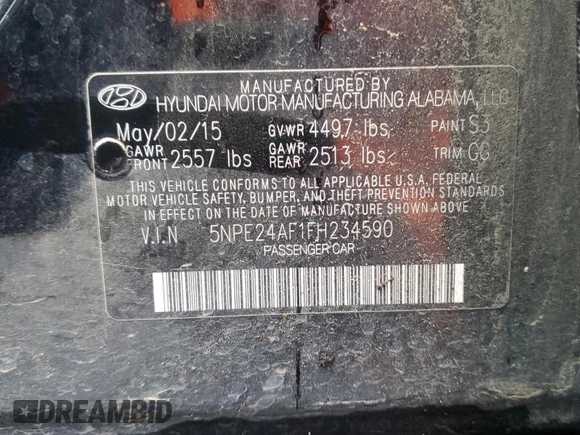 MANUFACTURED BY
HYUNDAI MOTOR MANUFACTURING ALABAMA, LLC
May/02/15 GVWR 4497 lbs PAINT S3
GAWR FRONT 2557 lbs GAWR REAR 2513 lbs. TRIM GG
THIS VEHICLE CONFORMS TO ALL APPLICABLE U.S.A. FEDERAL
MOTOR VEHICLE SAFETY, BUMPER, AND THEFT PREVENTION STANDARDS
IN EFFECT ON THE DATE OF MANUFACTURE SHOWN ABOVE.
V.I.N 5NPE24AF1FH234590
PASSENGER CAR
DREAMBID